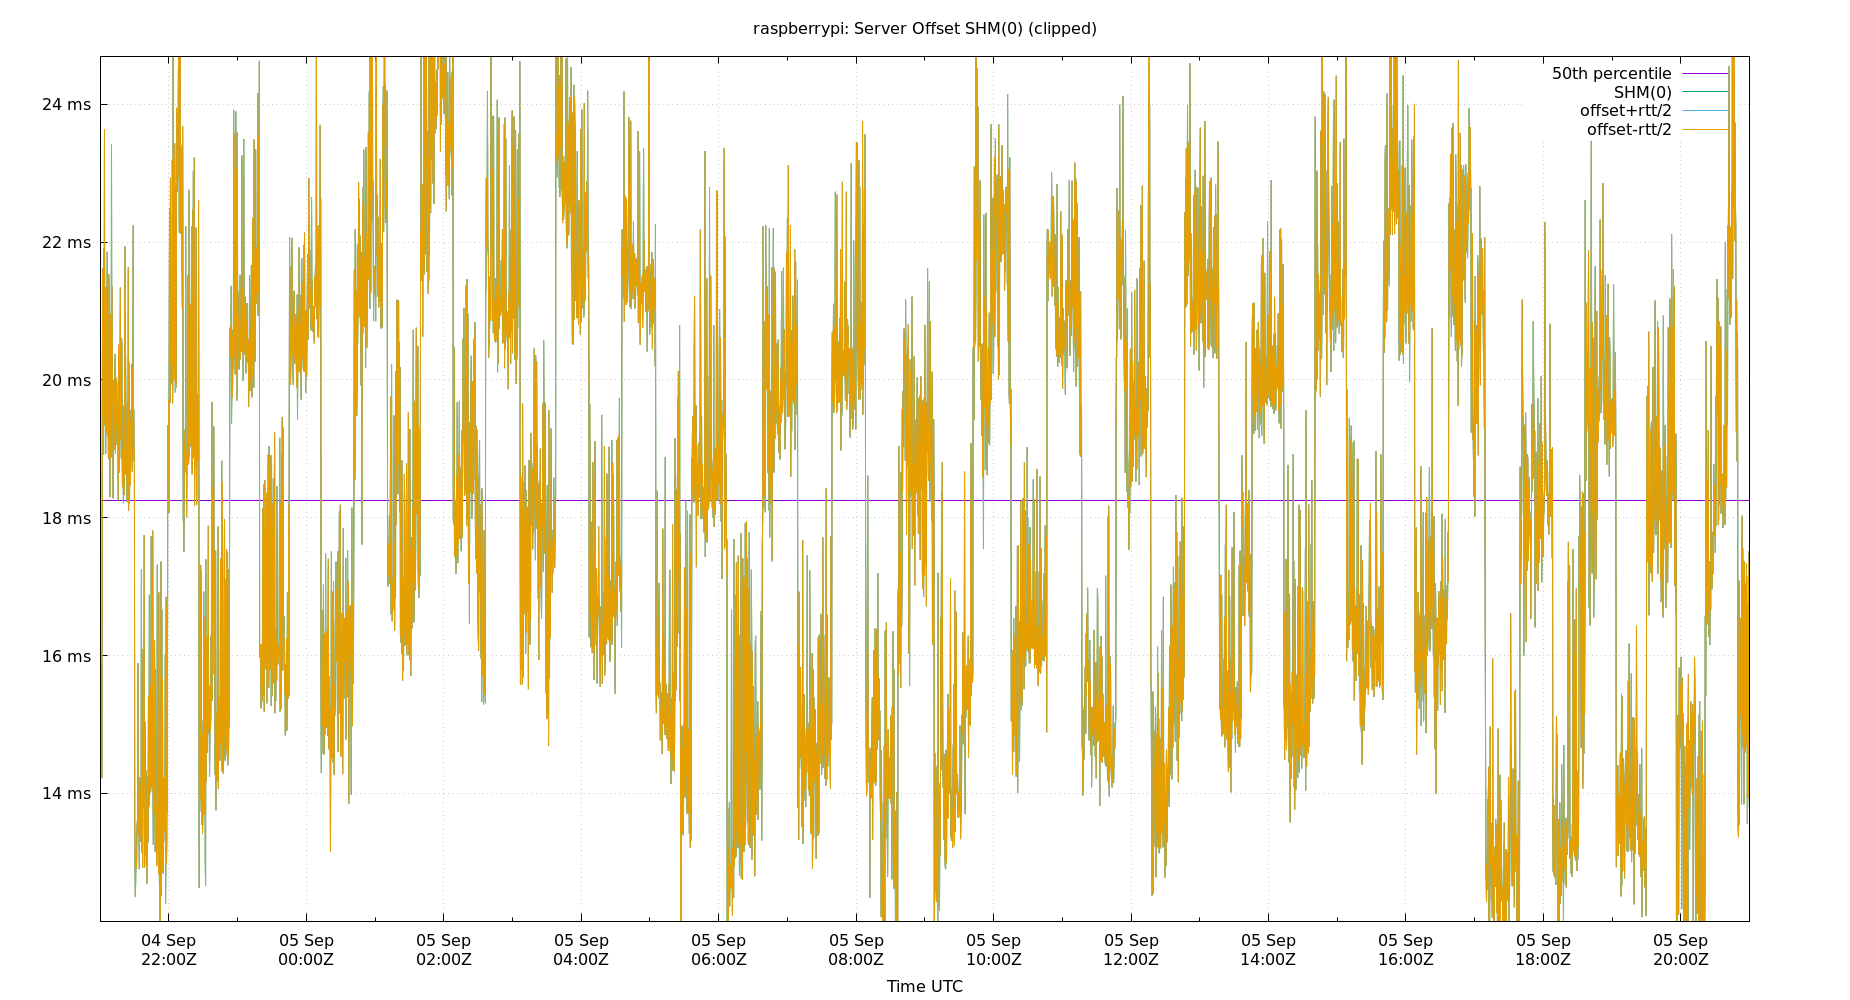 raspberrypi: Server Offset SHM(0) (clipped)
50th percentile
SHM(0)
offset+rtt/2
offset-rtt/2
24 ms
22 ms
20 ms
18 ms
16 ms
14 ms
04 Sep 05 Sep 05 Sep 05 Sep 05 Sep 05 Sep 05 Sep 05 Sep 05 Sep 05 Sep 05 Sep 05 Sep
22:00Z 00:00Z 02:00Z 04:00Z 06:00Z 08:00Z 10:00Z 12:00Z 14:00Z 16:00Z 18:00Z 20:00Z
Time UTC